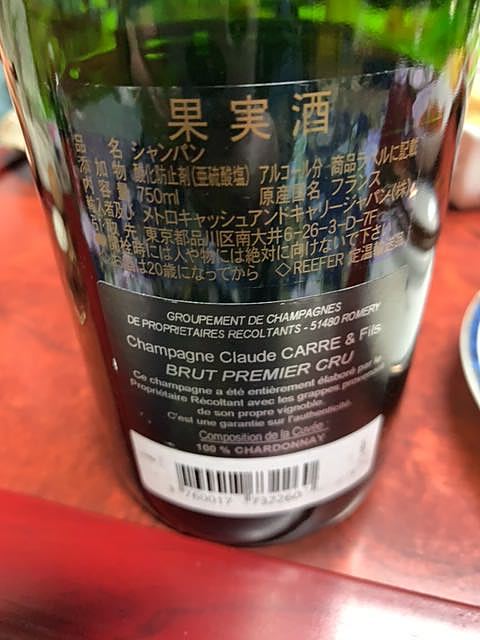 果実酒
品 名 シャンパン
添加物 酸化防止剤(亜硫酸塩) アルコール分 商品ラベルに記載
内容量 750ml 原産国名 フランス
輸入者及び メトロキャッシュアンドキャリージャパン(株)
引取先 東京都品川区南大井6-26-3-D-7F
開栓時には人や物には絶対に向けないで下さい
お酒は20歳になってから ◇REEFER 定温輸送品
GROUPEMENT DE CHAMPAGNES
DE PROPRIETAIRES RECOLTANTS - 51480 ROMERY
Champagne Claude CARRE & Fils
BRUT PREMIER CRU
Ce champagne a été entièrement élaboré par le
Propriétaire Récoltant avec les grappes provenant
de son propre vignoble.
C'est une garantie sur l'authenticité.
Composition de la Cuvée :
100 % CHARDONNAY
3 760017 732260